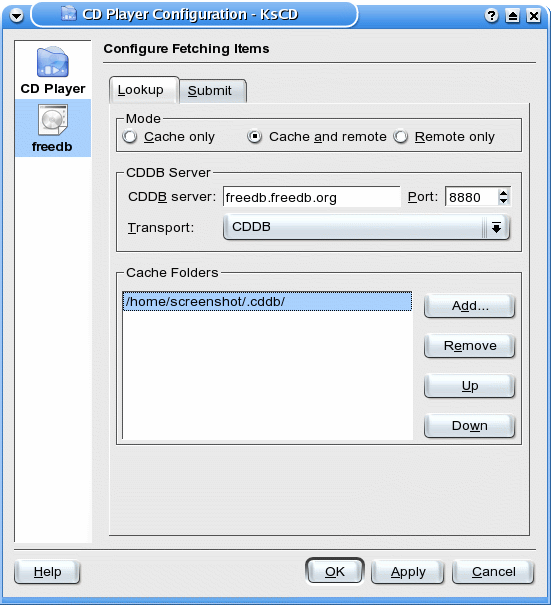 CD Player Configuration - KsCD
Configure Fetching Items
CD Player
freedb
Lookup
Submit
Mode
Cache only
Cache and remote
Remote only
CDDB Server
CDDB server: freedb.freedb.org Port: 8880
Transport: CDDB
Cache Folders
/home/screenshot/.cddb/
Add...
Remove
Up
Down
Help
OK
Apply
Cancel